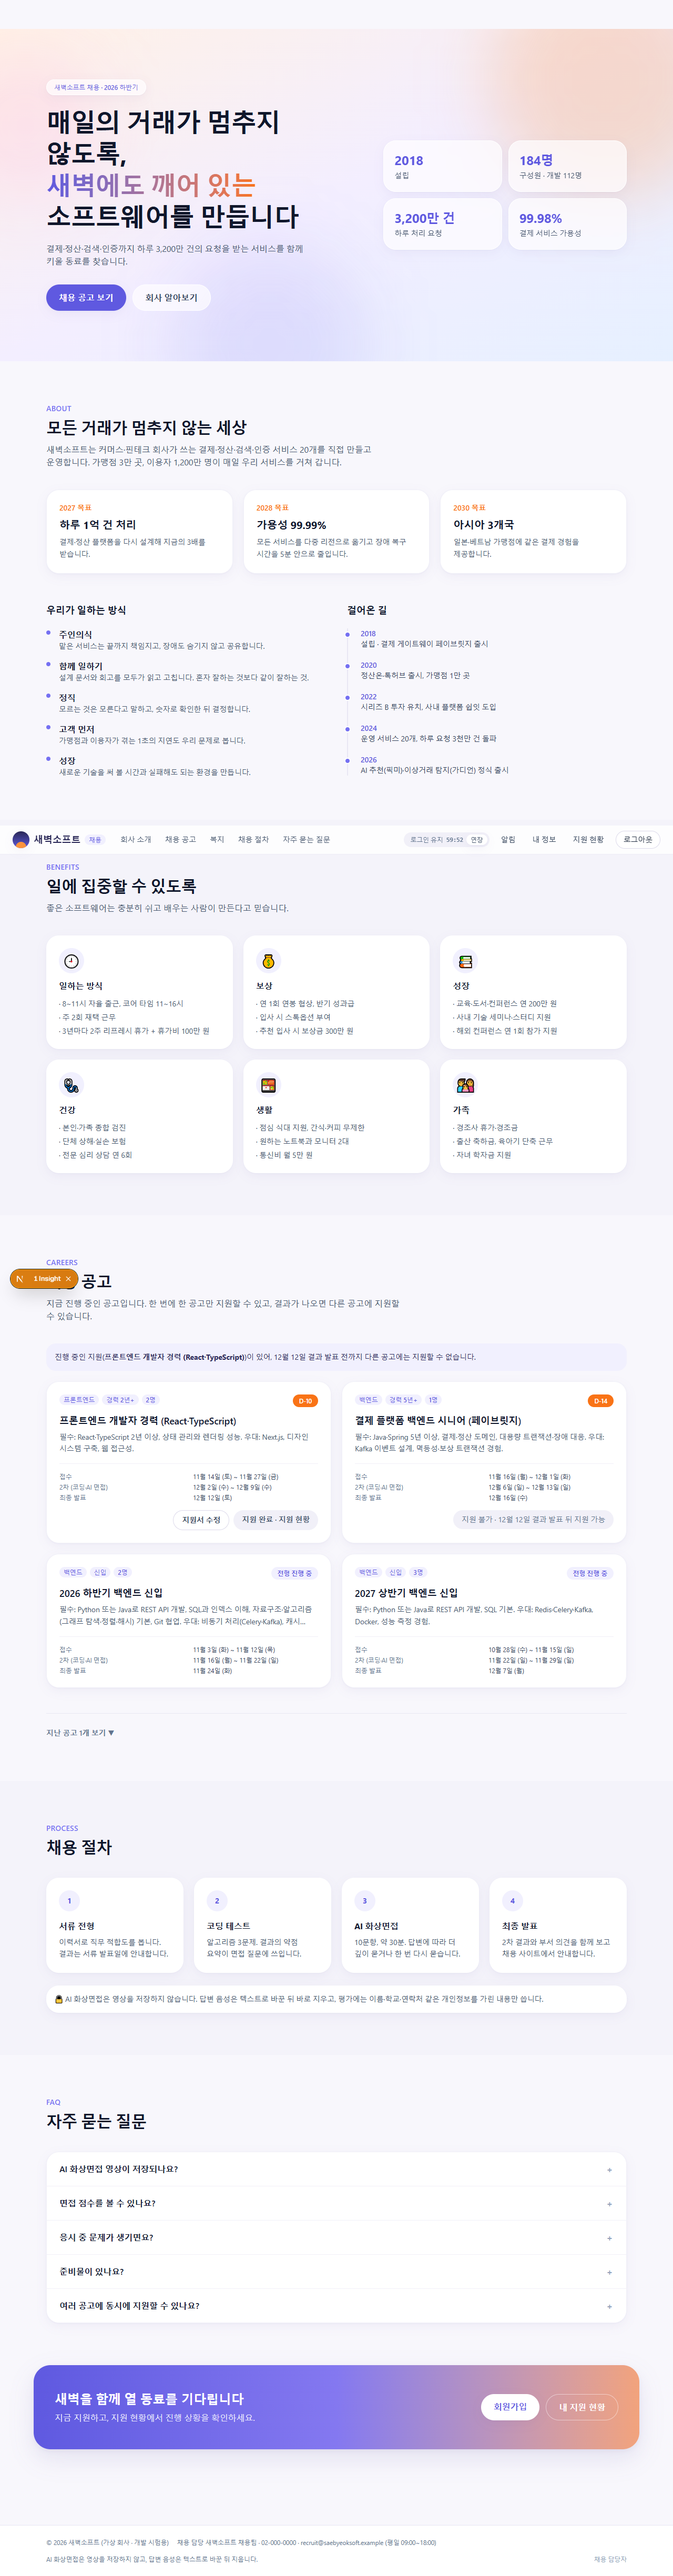 새벽소프트 채용 · 2026 하반기
매일의 거래가 멈추지
않도록,
새벽에도 깨어 있는
소프트웨어를 만듭니다
결제·정산·검색·인증까지 하루 3,200만 건의 요청을 받는 서비스를 함께
키울 동료를 찾습니다.
채용 공고 보기
회사 알아보기
2018
설립
184명
구성원 · 개발 112명
3,200만 건
하루 처리 요청
99.98%
결제 서비스 가용성
ABOUT
모든 거래가 멈추지 않는 세상
새벽소프트는 커머스·핀테크 회사가 쓰는 결제·정산·검색·인증 서비스 20개를 직접 만들고
운영합니다. 가맹점 3만 곳, 이용자 1,200만 명이 매일 우리 서비스를 거쳐 갑니다.
2027 목표
하루 1억 건 처리
결제·정산 플랫폼을 다시 설계해 지금의 3배를
받습니다.
2028 목표
가용성 99.99%
모든 서비스를 다중 리전으로 옮기고 장애 복구
시간을 5분 안으로 줄입니다.
2030 목표
아시아 3개국
일본·베트남 가맹점에 같은 결제 경험을
제공합니다.
우리가 일하는 방식
주인의식
맡은 서비스는 끝까지 책임지고, 장애도 숨기지 않고 공유합니다.
함께 일하기
설계 문서와 회고를 모두가 읽고 고칩니다. 혼자 잘하는 것보다 같이 잘하는 것.
정직
모르는 것은 모른다고 말하고, 숫자로 확인한 뒤 결정합니다.
고객 먼저
가맹점과 이용자가 겪는 1초의 지연도 우리 문제로 봅니다.
성장
새로운 기술을 써 볼 시간과 실패해도 되는 환경을 만듭니다.
걸어온 길
2018
설립 · 결제 게이트웨이 페이브릿지 출시
2020
정산온·톡허브 출시, 가맹점 1만 곳
2022
시리즈 B 투자 유치, 사내 플랫폼 쉽잇 도입
2024
운영 서비스 20개, 하루 요청 3천만 건 돌파
2026
AI 추천(픽미)·이상거래 탐지(가디언) 정식 출시
새벽소프트
채용
회사 소개
채용 공고
복지
채용 절차
자주 묻는 질문
로그인 유지 59:52 연장
알림
내 정보
지원 현황
로그아웃
BENEFITS
일에 집중할 수 있도록
좋은 소프트웨어는 충분히 쉬고 배우는 사람이 만든다고 믿습니다.
일하는 방식
· 8~11시 자율 출근, 코어 타임 11~16시
· 주 2회 재택 근무
· 3년마다 2주 리프레시 휴가 + 휴가비 100만 원
보상
· 연 1회 연봉 협상, 반기 성과급
· 입사 시 스톡옵션 부여
· 추천 입사 시 보상금 300만 원
성장
· 교육·도서·컨퍼런스 연 200만 원
· 사내 기술 세미나·스터디 지원
· 해외 컨퍼런스 연 1회 참가 지원
건강
· 본인·가족 종합 검진
· 단체 상해·실손 보험
· 전문 심리 상담 연 6회
생활
· 점심 식대 지원, 간식·커피 무제한
· 원하는 노트북과 모니터 2대
· 통신비 월 5만 원
가족
· 경조사 휴가·경조금
· 출산 축하금, 육아기 단축 근무
· 자녀 학자금 지원
CAREERS
공고
1 Insight
지금 진행 중인 공고입니다. 한 번에 한 공고만 지원할 수 있고, 결과가 나오면 다른 공고에 지원할
수 있습니다.
진행 중인 지원(프론트엔드 개발자 경력 (React·TypeScript))이 있어, 12월 12일 결과 발표 전까지 다른 공고에는 지원할 수 없습니다.
프론트엔드
경력 2년+
2명
D-10
프론트엔드 개발자 경력 (React·TypeScript)
필수: React·TypeScript 2년 이상, 상태 관리와 렌더링 성능. 우대: Next.js, 디자인
시스템 구축, 웹 접근성.
접수 11월 14일 (토) ~ 11월 27일 (금)
2차 (코딩·AI 면접) 12월 2일 (수) ~ 12월 9일 (수)
최종 발표 12월 12일 (토)
지원서 수정
지원 완료 · 지원 현황
백엔드
경력 5년+
1명
D-14
결제 플랫폼 백엔드 시니어 (페이브릿지)
필수: Java·Spring 5년 이상, 결제·정산 도메인, 대용량 트랜잭션·장애 대응. 우대:
Kafka 이벤트 설계, 멱등성·보상 트랜잭션 경험.
접수 11월 16일 (월) ~ 12월 1일 (화)
2차 (코딩·AI 면접) 12월 6일 (일) ~ 12월 13일 (일)
최종 발표 12월 16일 (수)
지원 불가 · 12월 12일 결과 발표 뒤 지원 가능
백엔드
신입
2명
전형 진행 중
2026 하반기 백엔드 신입
필수: Python 또는 Java로 REST API 개발, SQL과 인덱스 이해, 자료구조·알고리즘
(그래프 탐색·정렬·해시) 기본, Git 협업. 우대: 비동기 처리(Celery·Kafka), 캐시...
접수 11월 3일 (화) ~ 11월 12일 (목)
2차 (코딩·AI 면접) 11월 16일 (월) ~ 11월 22일 (일)
최종 발표 11월 24일 (화)
백엔드
신입
3명
전형 진행 중
2027 상반기 백엔드 신입
필수: Python 또는 Java로 REST API 개발, SQL 기본. 우대: Redis·Celery·Kafka,
Docker, 성능 측정 경험.
접수 10월 28일 (수) ~ 11월 15일 (일)
2차 (코딩·AI 면접) 11월 22일 (일) ~ 11월 29일 (일)
최종 발표 12월 7일 (월)
지난 공고 1개 보기 ▼
PROCESS
채용 절차
1
서류 전형
이력서로 직무 적합도를 봅니다.
결과는 서류 발표일에 안내합니다.
2
코딩 테스트
알고리즘 3문제. 결과의 약점
요약이 면접 질문에 쓰입니다.
3
AI 화상면접
10문항, 약 30분. 답변에 따라 더
깊이 묻거나 한 번 다시 묻습니다.
4
최종 발표
2차 결과와 부서 의견을 함께 보고
채용 사이트에서 안내합니다.
AI 화상면접은 영상을 저장하지 않습니다. 답변 음성은 텍스트로 바꾼 뒤 바로 지우고, 평가에는 이름·학교·연락처 같은 개인정보를 가린 내용만 씁니다.
FAQ
자주 묻는 질문
AI 화상면접 영상이 저장되나요? +
면접 점수를 볼 수 있나요? +
응시 중 문제가 생기면요? +
준비물이 있나요? +
여러 공고에 동시에 지원할 수 있나요? +
새벽을 함께 열 동료를 기다립니다
지금 지원하고, 지원 현황에서 진행 상황을 확인하세요.
회원가입
내 지원 현황
© 2026 새벽소프트 (가상 회사 · 개발 시험용) 채용 담당 새벽소프트 채용팀 · 02-000-0000 · recruit@saebyeoksoft.example (평일 09:00~18:00)
AI 화상면접은 영상을 저장하지 않고, 답변 음성은 텍스트로 바꾼 뒤 지웁니다.
채용 담당자